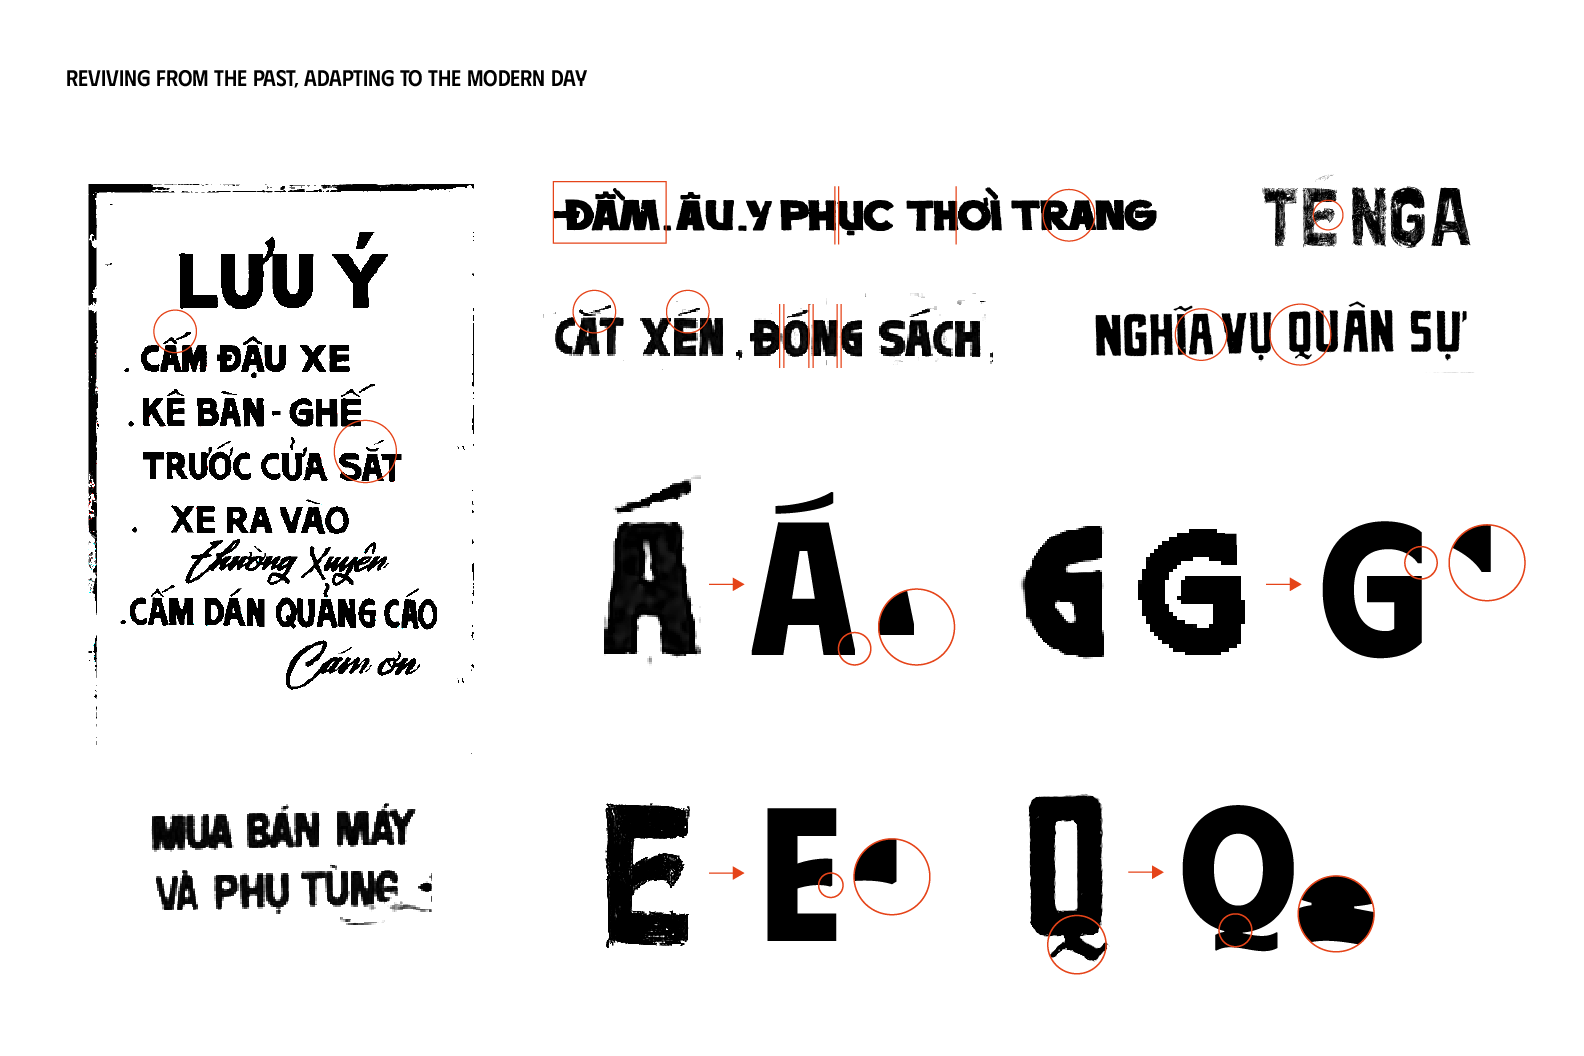 REVIVING FROM THE PAST, ADAPTING TO THE MODERN DAY
LƯU Ý
. CẤM ĐẬU XE
. KÊ BÀN - GHẾ
TRƯỚC CỬA SẮT
. XE RA VÀO
Thường Xuyên
. CẤM DÁN QUẢNG CÁO
Cám ơn
MUA BÁN MÁY
VÀ PHỤ TÙNG
ĐẦM . ÂU . Y PHỤC THỜI TRANG
TÊ NGA
CẮT XÉN , ĐÓNG SÁCH .
NGHĨA VỤ QUÂN SỰ
Á Á G G G
E E Q Q